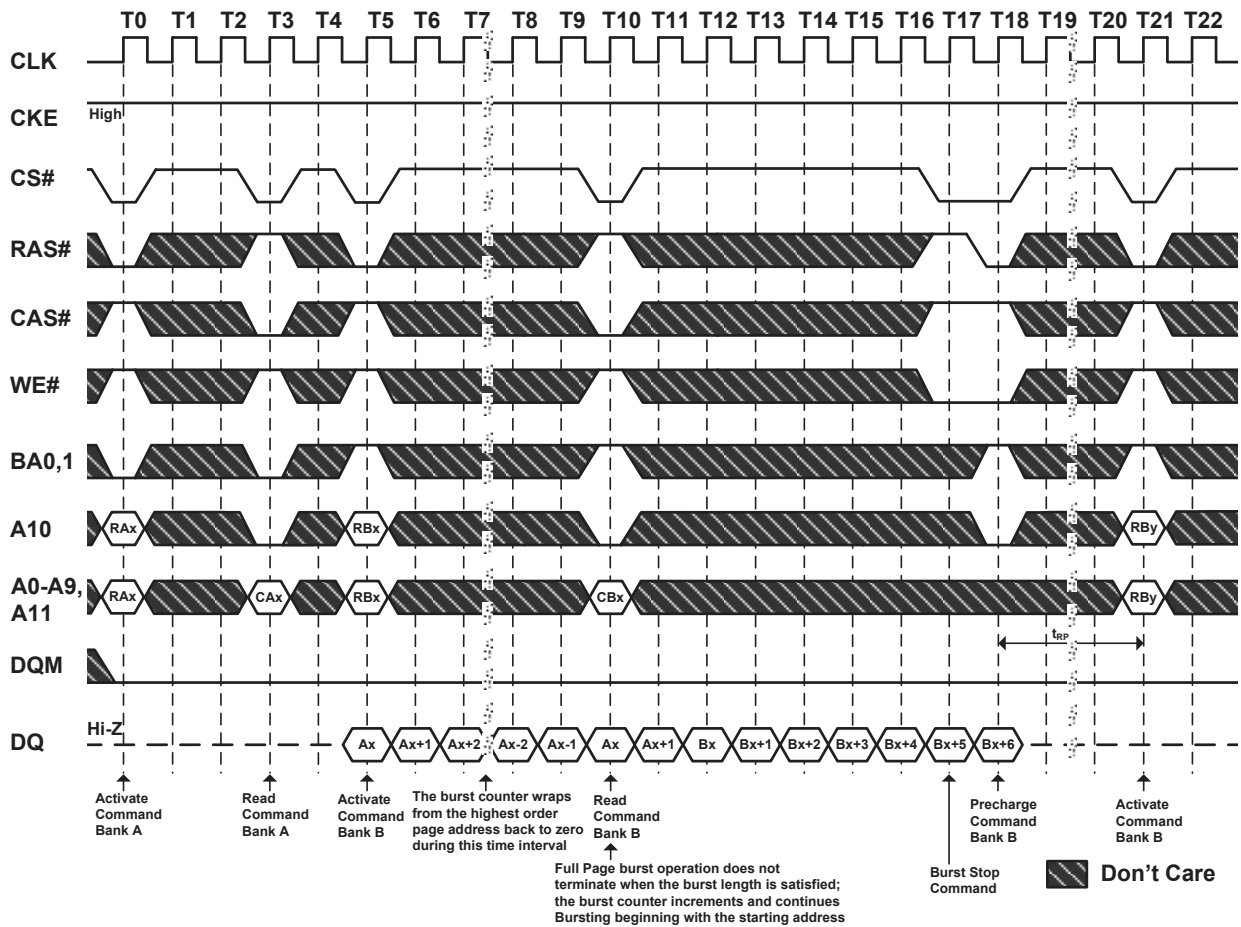 T0 T1 T2 T3 T4 T5 T6 T7 T8 T9 T10 T11 T12 T13 T14 T15 T16 T17 T18 T19 T20 T21 T22
CLK
CKE High
CS#
RAS#
CAS#
WE#
BA0,1
A10 RAx RBx RBy
A0-A9,
A11
RAx CAx RBx CBx RBy
tRP
DQM
DQ Hi-Z Ax Ax+1 Ax+2 Ax-2 Ax-1 Ax Ax+1 Bx Bx+1 Bx+2 Bx+3 Bx+4 Bx+5 Bx+6
Activate
Command
Bank A
Read
Command
Bank A
Activate
Command
Bank B
The burst counter wraps
from the highest order
page address back to zero
during this time interval
Read
Command
Bank B
Full Page burst operation does not
terminate when the burst length is satisfied;
the burst counter increments and continues
Bursting beginning with the starting address
Burst Stop
Command
Precharge
Command
Bank B
Activate
Command
Bank B
Don't Care